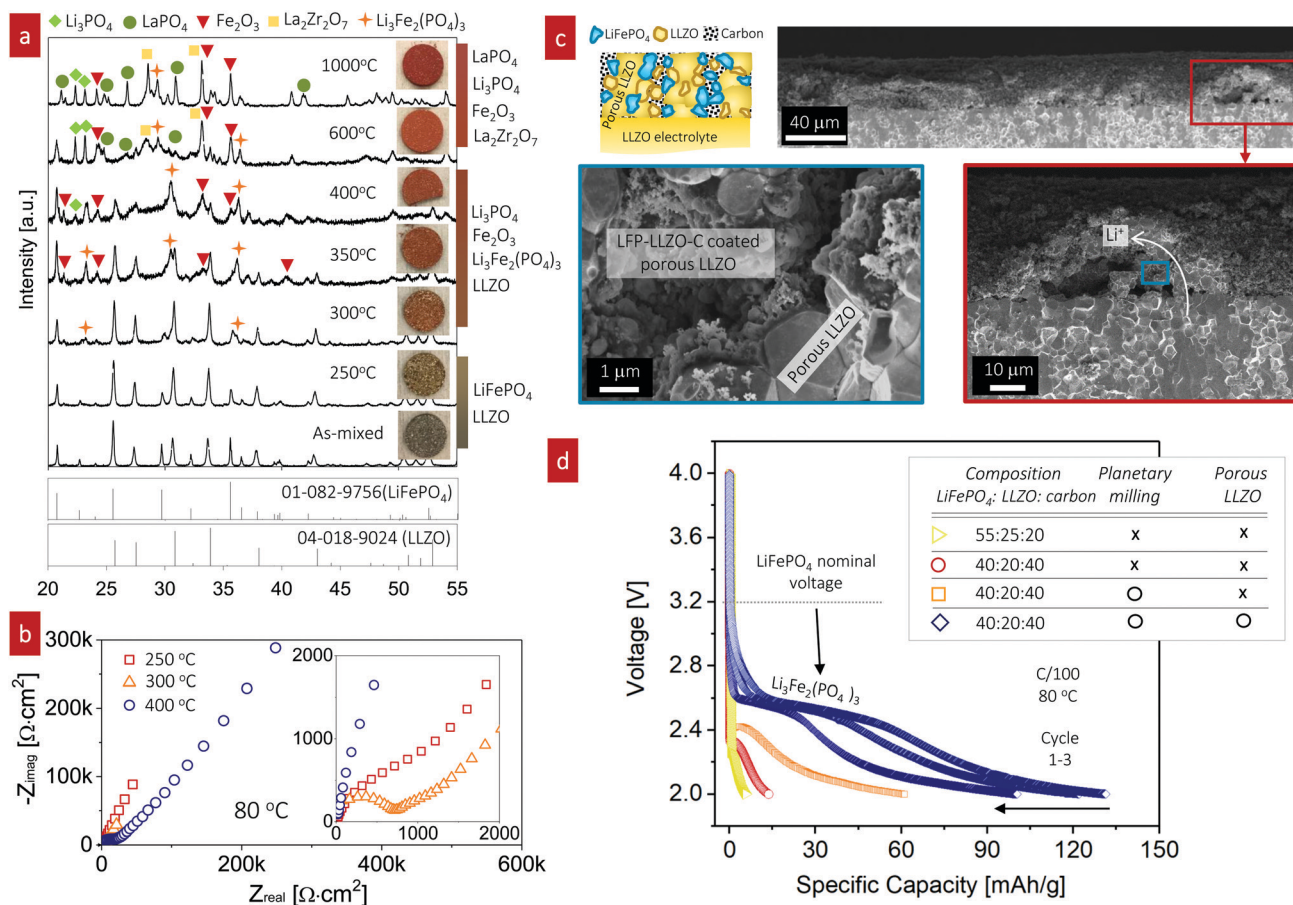 a
Li₃PO₄ LaPO₄ Fe₂O₃ La₂Zr₂O₇ Li₃Fe₂(PO₄)₃
1000°C
600°C
400°C
350°C
300°C
250°C
As-mixed
LaPO₄
Li₃PO₄
Fe₂O₃
La₂Zr₂O₇
Li₃PO₄
Fe₂O₃
Li₃Fe₂(PO₄)₃
LLZO
LiFePO₄
LLZO
Intensity [a.u.]
01-082-9756(LiFePO₄)
04-018-9024 (LLZO)
20 25 30 35 40 45 50 55
b
300k
200k
100k
0
-Zimag [Ω·cm²]
250 °C
300 °C
400 °C
80 °C
2000
1000
0
0 1000 2000
0 200k 400k 600k
Zreal [Ω·cm²]
c
LiFePO₄ LLZO Carbon
Porous LLZO
LLZO electrolyte
40 μm
LFP-LLZO-C coated
porous LLZO
Porous LLZO
1 μm
Li⁺
10 μm
d
4.0
3.6
3.2
2.8
2.4
2.0
Voltage [V]
Composition Planetary Porous
LiFePO₄: LLZO: carbon milling LLZO
55:25:20 x x
40:20:40 x x
40:20:40 O x
40:20:40 O O
LiFePO₄ nominal
voltage
Li₃Fe₂(PO₄)₃
C/100
80 °C
Cycle
1-3
0 30 60 90 120 150
Specific Capacity [mAh/g]